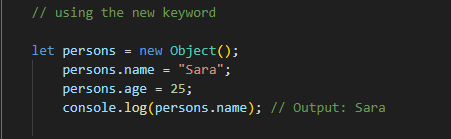 // using the new keyword
let persons = new Object();
persons.name = "Sara";
persons.age = 25;
console.log(persons.name); // Output: Sara